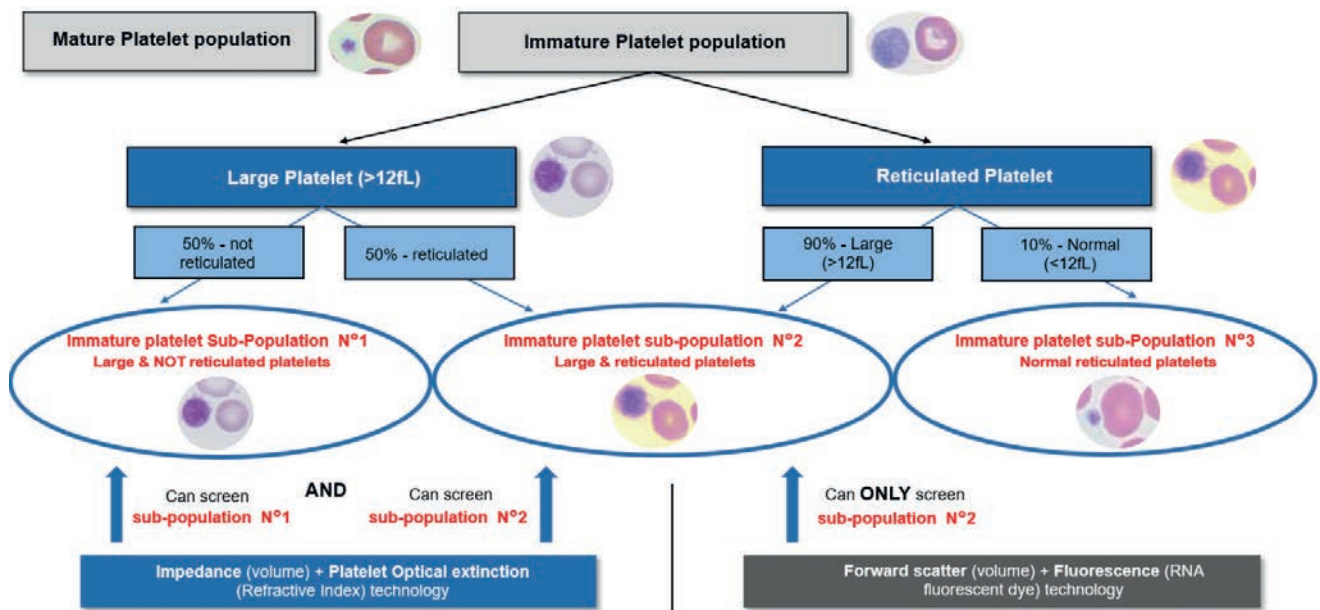 Mature Platelet population
Immature Platelet population
Large Platelet (>12fL)
Reticulated Platelet
50% - not
reticulated
50% - reticulated
90% - Large
(>12fL)
10% - Normal
(<12fL)
Immature platelet Sub-Population N°1
Large & NOT reticulated platelets
Immature platelet sub-population N°2
Large & reticulated platelets
Immature platelet sub-Population N°3
Normal reticulated platelets
Can screen
sub-population N°1
AND
Can screen
sub-population N°2
Can ONLY screen
sub-population N°2
Impedance (volume) + Platelet Optical extinction
(Refractive Index) technology
Forward scatter (volume) + Fluorescence (RNA
fluorescent dye) technology